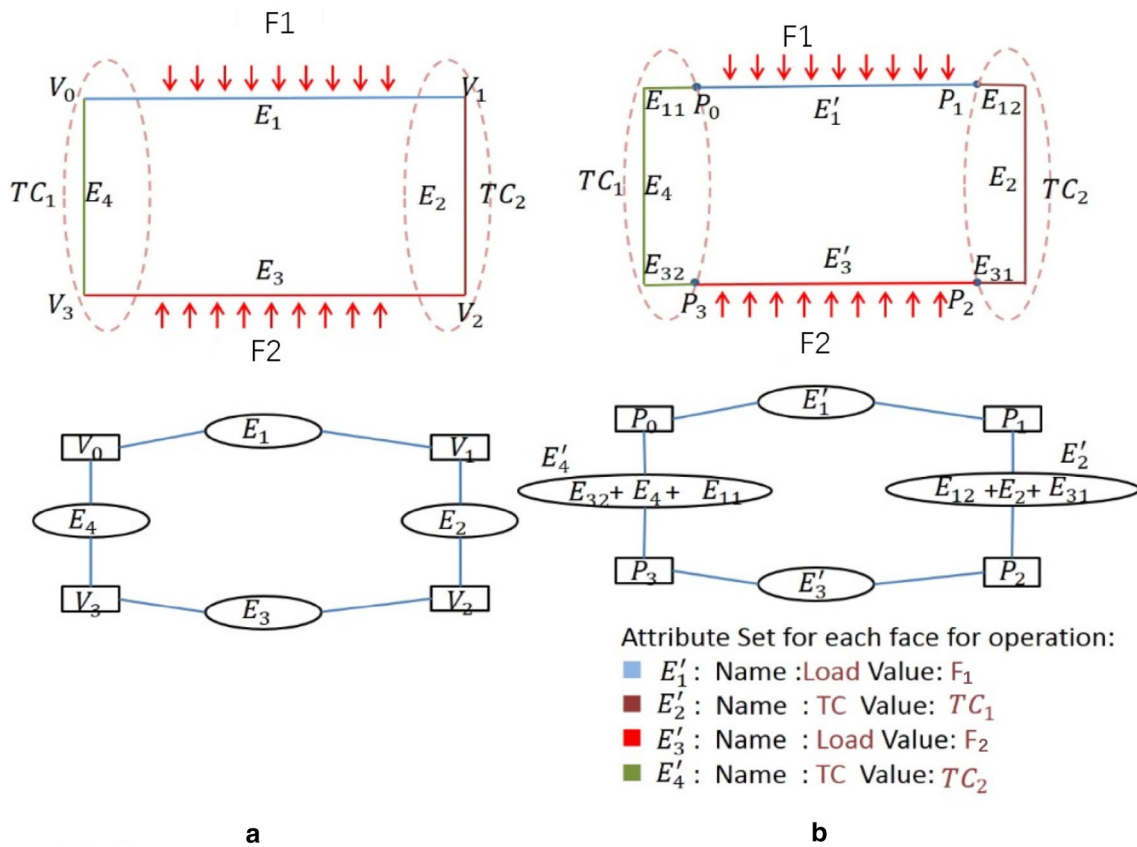 F1
V₀ V₁
E₁
TC₁ E₄ E₂ TC₂
E₃
V₃ V₂
F2
E₁
V₀ V₁
E₄ E₂
V₃ V₂
E₃
a
F1
E₁₁ P₀ E′₁ P₁ E₁₂
TC₁ E₄ E₂ TC₂
E₃₂ E′₃ E₃₁
P₃ P₂
F2
E′₁
P₀ P₁
E′₄ E′₂
E₃₂+ E₄ + E₁₁ E₁₂ +E₂+ E₃₁
P₃ P₂
E′₃
Attribute Set for each face for operation:
E′₁ : Name :Load Value: F₁
E′₂ : Name : TC Value: TC₁
E′₃ : Name : Load Value: F₂
E′₄ : Name : TC Value: TC₂
b